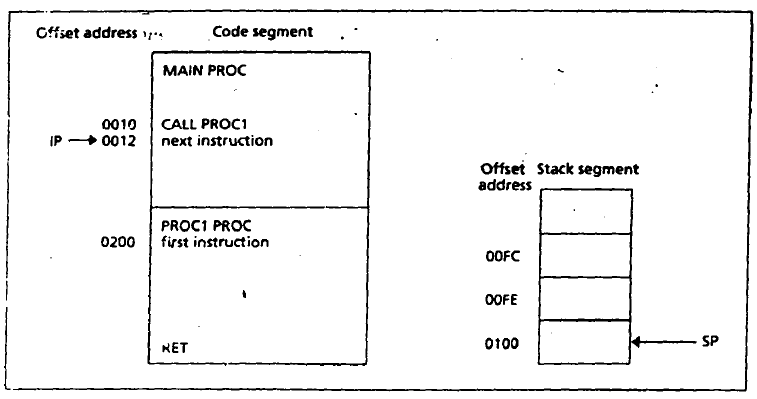 Offset address
Code segment
MAIN PROC
0010 CALL PROC1
IP 0012 next instruction
PROC1 PROC
0200 first instruction
RET
Offset Stack segment
address
00FC
00FE
0100 SP